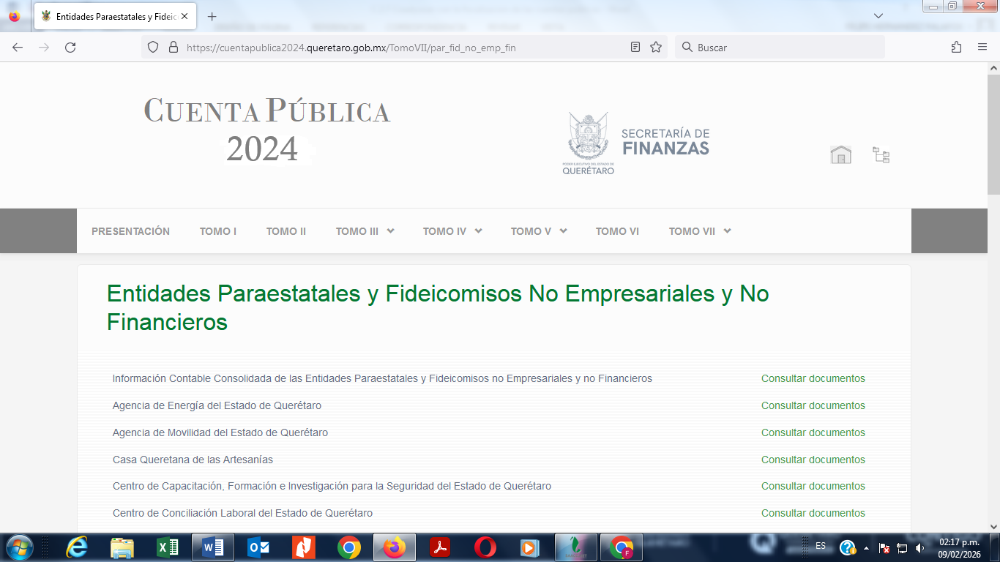 Entidades Paraestatales y Fideic
https://cuentapublica2024.queretaro.gob.mx/TomoVII/par_fid_no_emp_fin
Buscar
CUENTA PÚBLICA
2024
PODER EJECUTIVO DEL ESTADO DE
QUERÉTARO
SECRETARÍA DE
FINANZAS
PRESENTACIÓN TOMO I TOMO II TOMO III TOMO IV TOMO V TOMO VI TOMO VII
Entidades Paraestatales y Fideicomisos No Empresariales y No
Financieros
Información Contable Consolidada de las Entidades Paraestatales y Fideicomisos no Empresariales y no Financieros Consultar documentos
Agencia de Energía del Estado de Querétaro Consultar documentos
Agencia de Movilidad del Estado de Querétaro Consultar documentos
Casa Queretana de las Artesanías Consultar documentos
Centro de Capacitación, Formación e Investigación para la Seguridad del Estado de Querétaro Consultar documentos
Centro de Conciliación Laboral del Estado de Querétaro Consultar documentos
ES
02:17 p.m.
09/02/2026